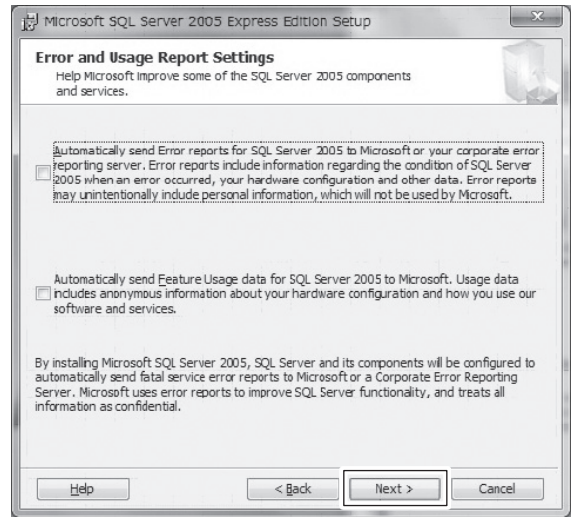 Microsoft SQL Server 2005 Express Edition Setup
Error and Usage Report Settings
Help Microsoft improve some of the SQL Server 2005 components
and services.
Automatically send Error reports for SQL Server 2005 to Microsoft or your corporate error
reporting server. Error reports include information regarding the condition of SQL Server
2005 when an error occurred, your hardware configuration and other data. Error reports
may unintentionally include personal information, which will not be used by Microsoft.
Automatically send Feature Usage data for SQL Server 2005 to Microsoft. Usage data
includes anonymous information about your hardware configuration and how you use our
software and services.
By installing Microsoft SQL Server 2005, SQL Server and its components will be configured to
automatically send fatal service error reports to Microsoft or a Corporate Error Reporting
Server. Microsoft uses error reports to improve SQL Server functionality, and treats all
information as confidential.
Help
< Back
Next >
Cancel